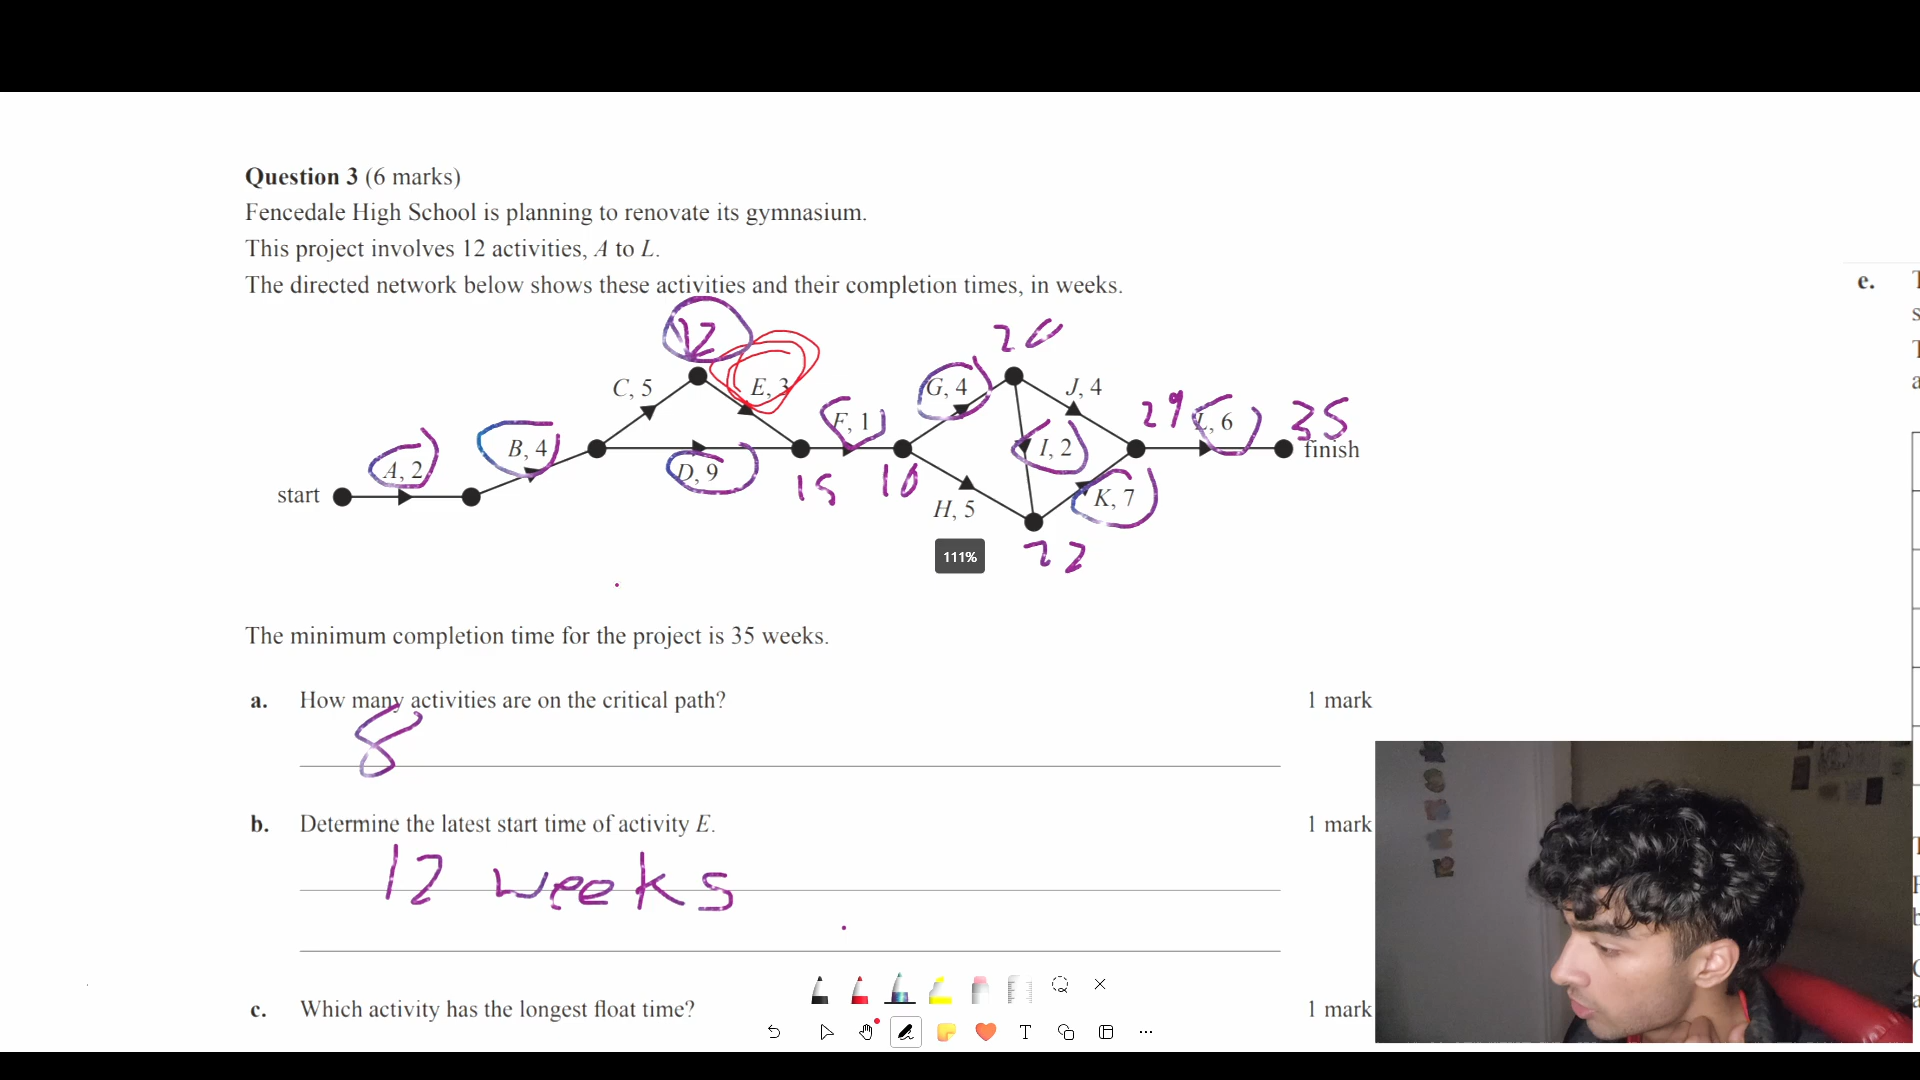 Question 3 (6 marks)
Fencedale High School is planning to renovate its gymnasium.
This project involves 12 activities, A to L.
The directed network below shows these activities and their completion times, in weeks.
e.
12
20
C, 5
E, 3
G, 4
J, 4
29
35
F, 1
L, 6
B, 4
I, 2
finish
A, 2
D, 9
15
16
start
H, 5
K, 7
22
111%
The minimum completion time for the project is 35 weeks.
a. How many activities are on the critical path? 1 mark
8
b. Determine the latest start time of activity E. 1 mark
12 weeks
c. Which activity has the longest float time? 1 mark
T